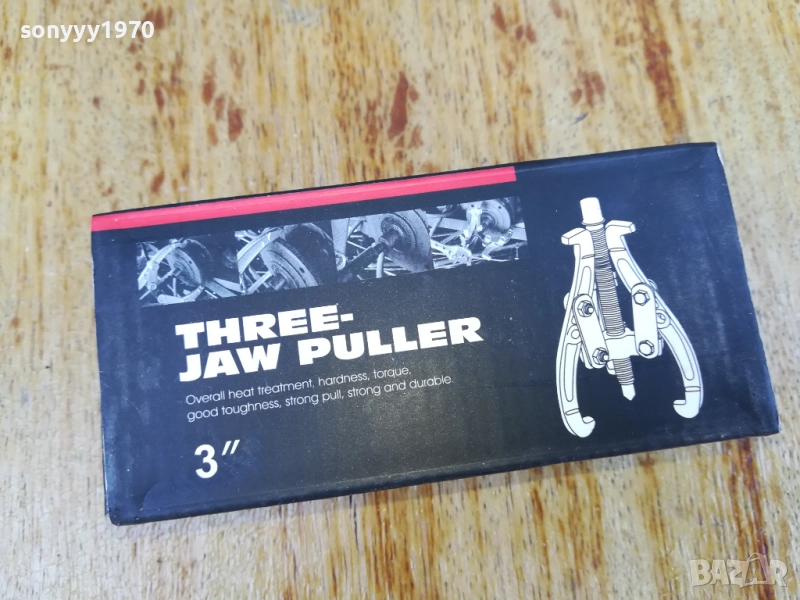 sonyyy1970
THREE-
JAW PULLER
Overall heat treatment, hardness, torque,
good toughness, strong pull, strong and durable.
3"
BAZAR